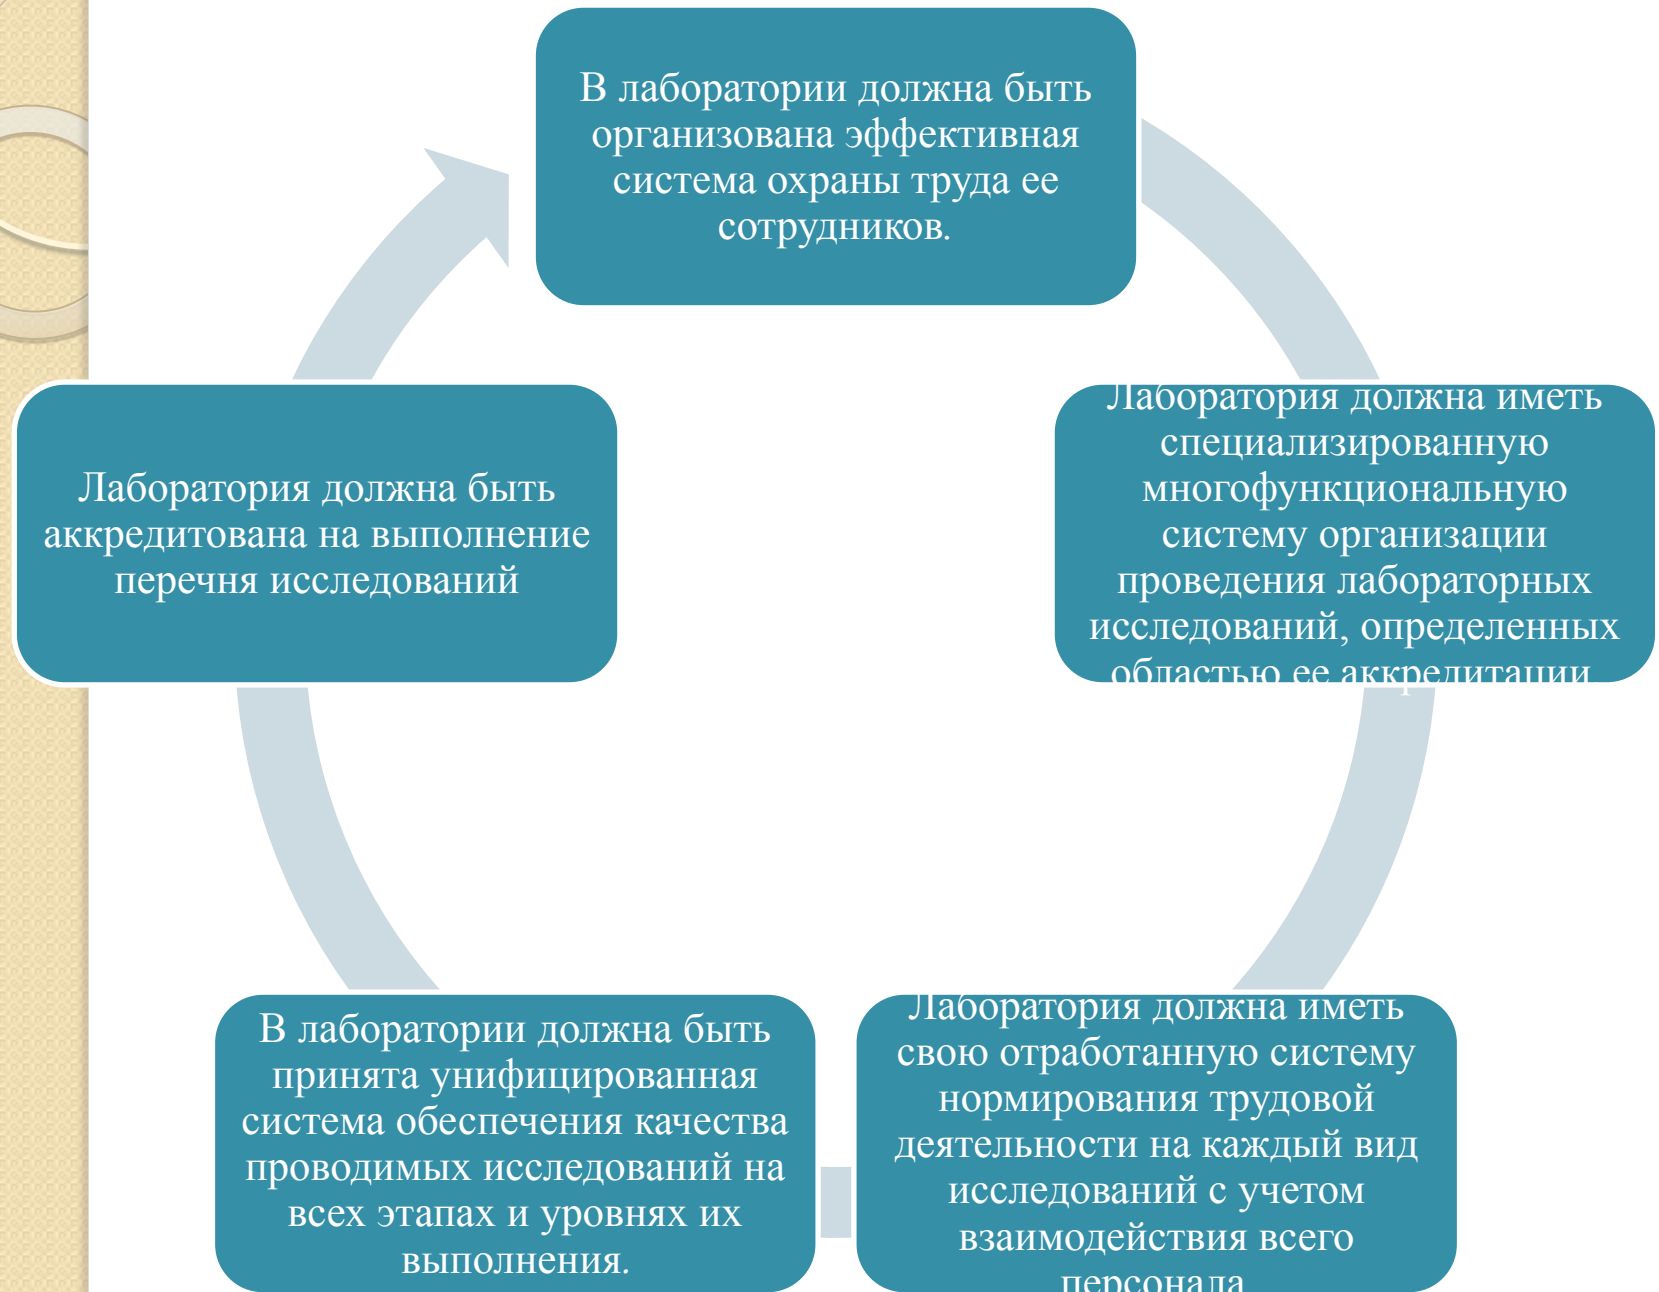 В лаборатории должна быть
организована эффективная
система охраны труда ее
сотрудников.
Лаборатория должна иметь
специализированную
многофункциональную
систему организации
проведения лабораторных
исследований, определенных
областью ее аккредитации
Лаборатория должна иметь
свою отработанную систему
нормирования трудовой
деятельности на каждый вид
исследований с учетом
взаимодействия всего
персонала
В лаборатории должна быть
принята унифицированная
система обеспечения качества
проводимых исследований на
всех этапах и уровнях их
выполнения.
Лаборатория должна быть
аккредитована на выполнение
перечня исследований